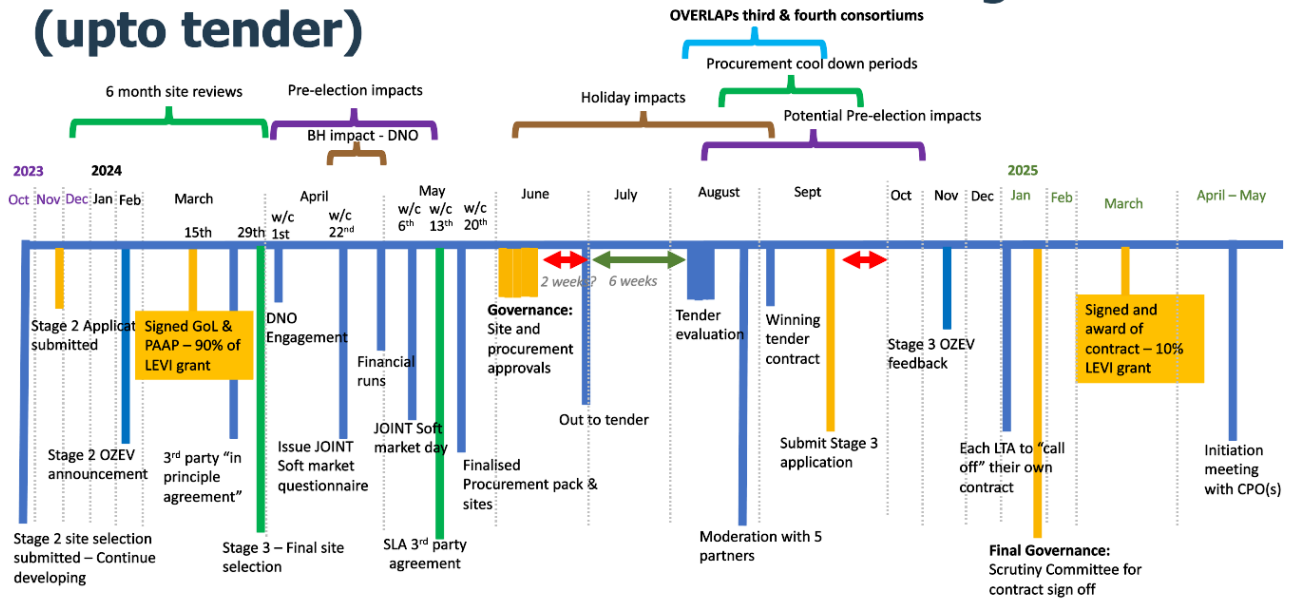 (upto tender)
OVERLAPs third & fourth consortiums
Procurement cool down periods
6 month site reviews
Pre-election impacts
Holiday impacts
Potential Pre-election impacts
BH impact - DNO
2023
2024
2025
Oct
Nov
Dec
Jan
Feb
March
April
May
June
July
August
Sept
Oct
Nov
Dec
Jan
Feb
March
April – May
15th
29th
w/c
1st
w/c
22nd
w/c
6th
w/c
13th
w/c
20th
2 weeks?
6 weeks
Stage 2 Applicat
submitted
Signed GoL &
PAAP – 90% of
LEVI grant
DNO
Engagement
Financial
runs
Governance:
Site and
procurement
approvals
Tender
evaluation
Winning
tender
contract
Stage 3 OZEV
feedback
Signed and
award of
contract – 10%
LEVI grant
Out to tender
Stage 2 OZEV
announcement
3rd party “in
principle
agreement”
Issue JOINT
Soft market
questionnaire
JOINT Soft
market day
Finalised
Procurement pack &
sites
Submit Stage 3
application
Each LTA to “call
off” their own
contract
Initiation
meeting
with CPO(s)
Stage 2 site selection
submitted – Continue
developing
Stage 3 – Final site
selection
SLA 3rd party
agreement
Moderation with 5
partners
Final Governance:
Scrutiny Committee for
contract sign off